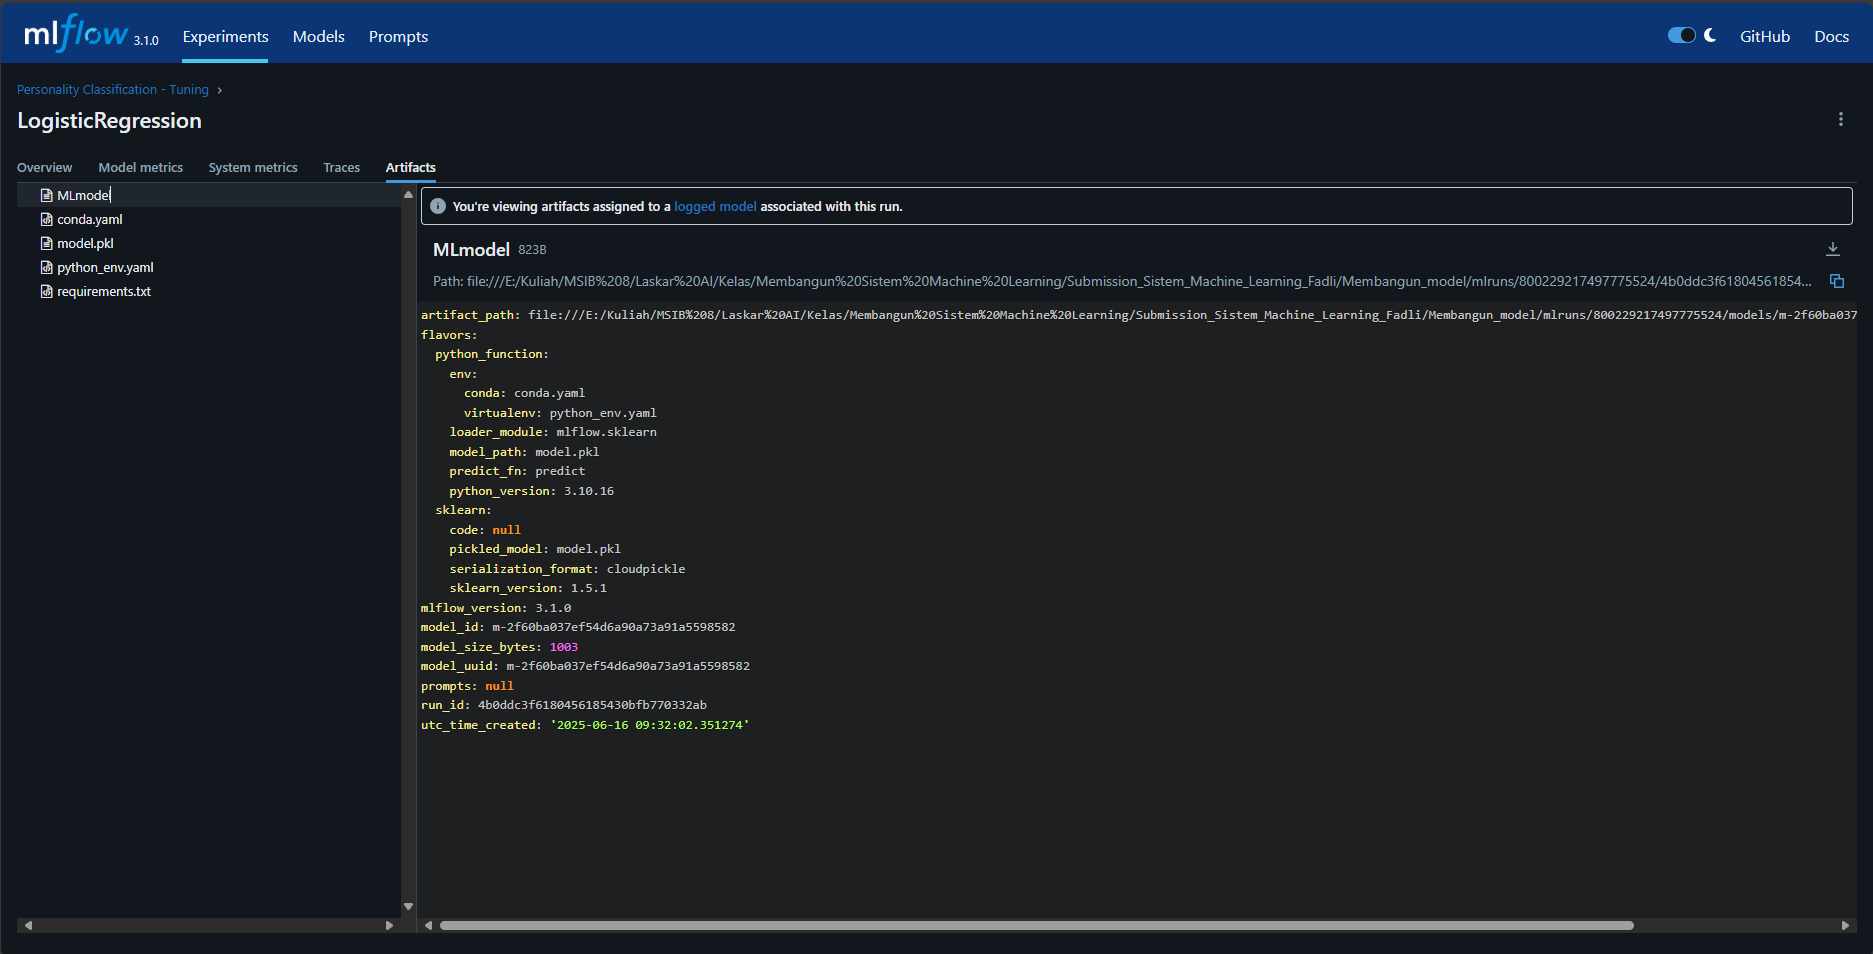 mlflow 3.1.0 Experiments Models Prompts GitHub Docs
Personality Classification - Tuning ›
LogisticRegression
Overview Model metrics System metrics Traces Artifacts
MLmodel
conda.yaml
model.pkl
python_env.yaml
requirements.txt
You're viewing artifacts assigned to a logged model associated with this run.
MLmodel 823B
Path: file:///E:/Kuliah/MSIB%208/Laskar%20AI/Kelas/Membangun%20Sistem%20Machine%20Learning/Submission_Sistem_Machine_Learning_Fadli/Membangun_model/mlruns/800229217497775524/4b0ddc3f61804561854...
artifact_path: file:///E:/Kuliah/MSIB%208/Laskar%20AI/Kelas/Membangun%20Sistem%20Machine%20Learning/Submission_Sistem_Machine_Learning_Fadli/Membangun_model/mlruns/800229217497775524/models/m-2f60ba037
flavors:
python_function:
env:
conda: conda.yaml
virtualenv: python_env.yaml
loader_module: mlflow.sklearn
model_path: model.pkl
predict_fn: predict
python_version: 3.10.16
sklearn:
code: null
pickled_model: model.pkl
serialization_format: cloudpickle
sklearn_version: 1.5.1
mlflow_version: 3.1.0
model_id: m-2f60ba037ef54d6a90a73a91a5598582
model_size_bytes: 1003
model_uuid: m-2f60ba037ef54d6a90a73a91a5598582
prompts: null
run_id: 4b0ddc3f6180456185430bfb770332ab
utc_time_created: '2025-06-16 09:32:02.351274'